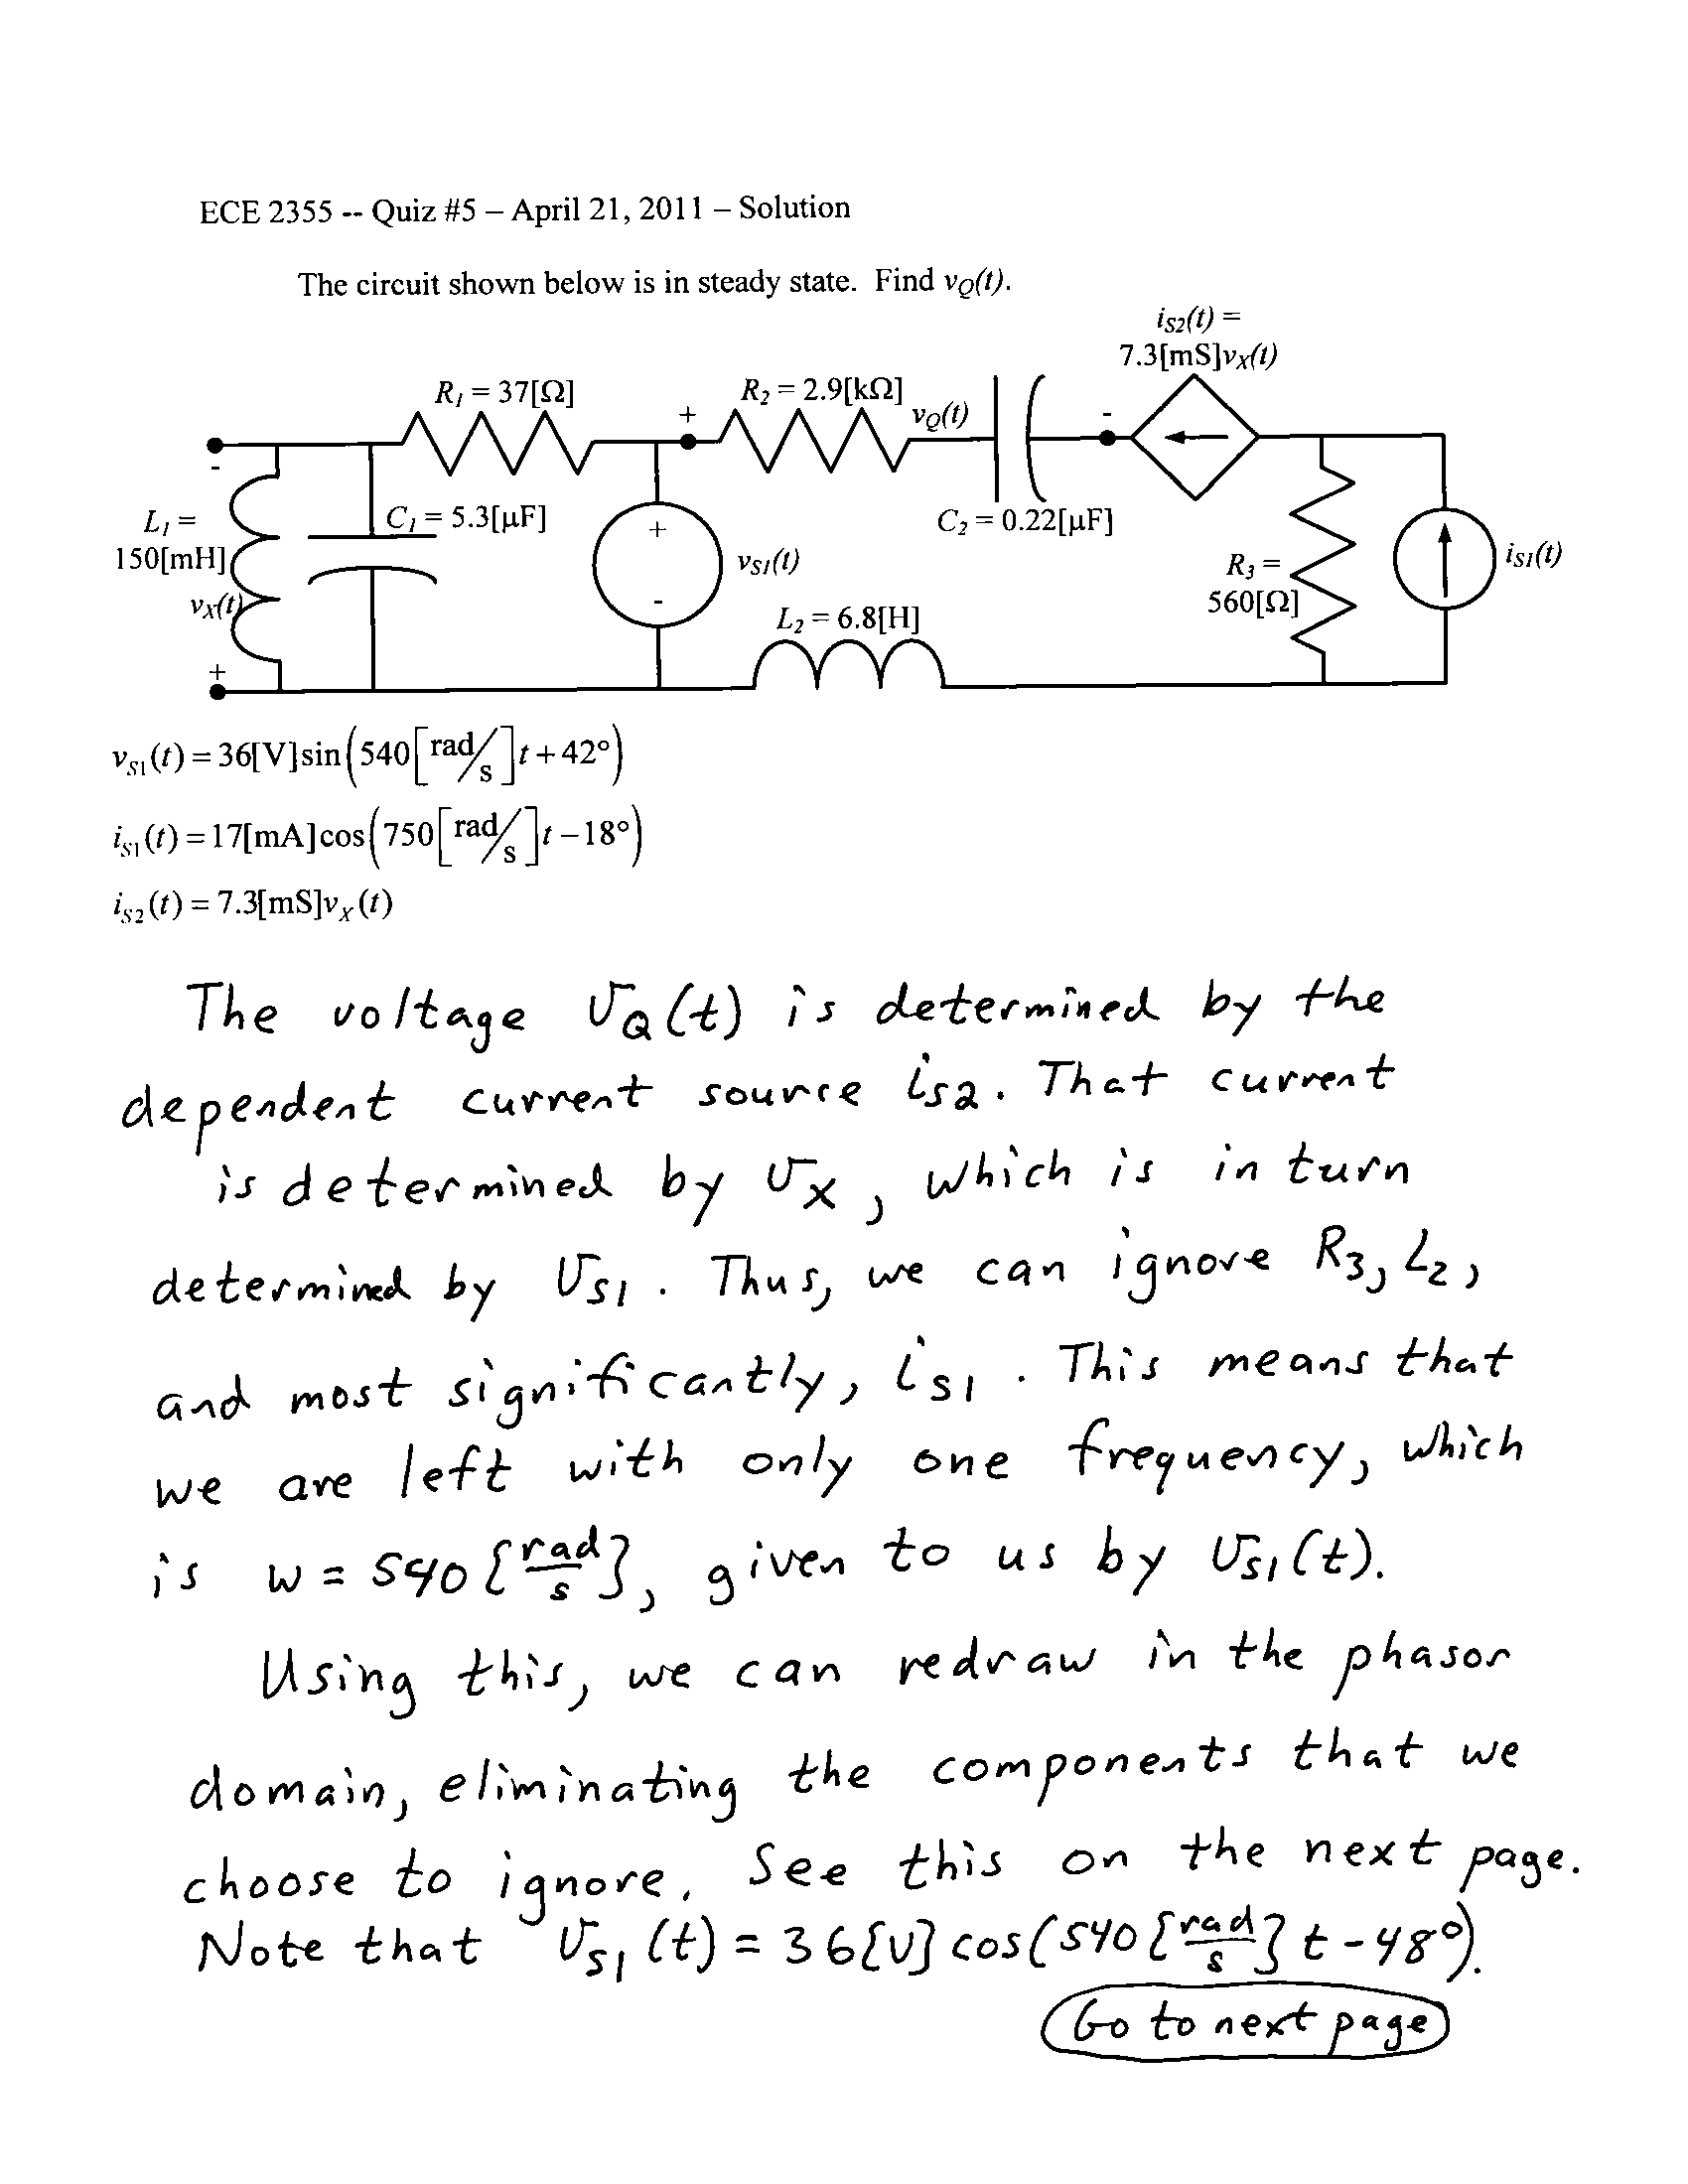 ECE 2355 -- Quiz #5 – April 21, 2011 – Solution
The circuit shown below is in steady state. Find vQ(t).
iS2(t) =
7.3[mS]vX(t)
R1 = 37[Ω]
R2 = 2.9[kΩ]
+
vQ(t)
-
-
L1 =
150[mH]
vX(t)
+
C1 = 5.3[μF]
+
vS1(t)
-
C2 = 0.22[μF]
L2 = 6.8[H]
R3 =
560[Ω]
iS1(t)
vS1(t) = 36[V]sin(540[rad/s]t + 42°)
iS1(t) = 17[mA]cos(750[rad/s]t − 18°)
iS2(t) = 7.3[mS]vX(t)
The voltage vQ(t) is determined by the
dependent current source iS2. That current
is determined by vX, which is in turn
determined by vS1. Thus, we can ignore R3, L2,
and most significantly, iS1. This means that
we are left with only one frequency, which
is w = 540 [rad/s], given to us by vS1(t).
Using this, we can redraw in the phasor
domain, eliminating the components that we
choose to ignore. See this on the next page.
Note that vS1(t) = 36[V] cos(540[rad/s] t - 48°).
Go to next page